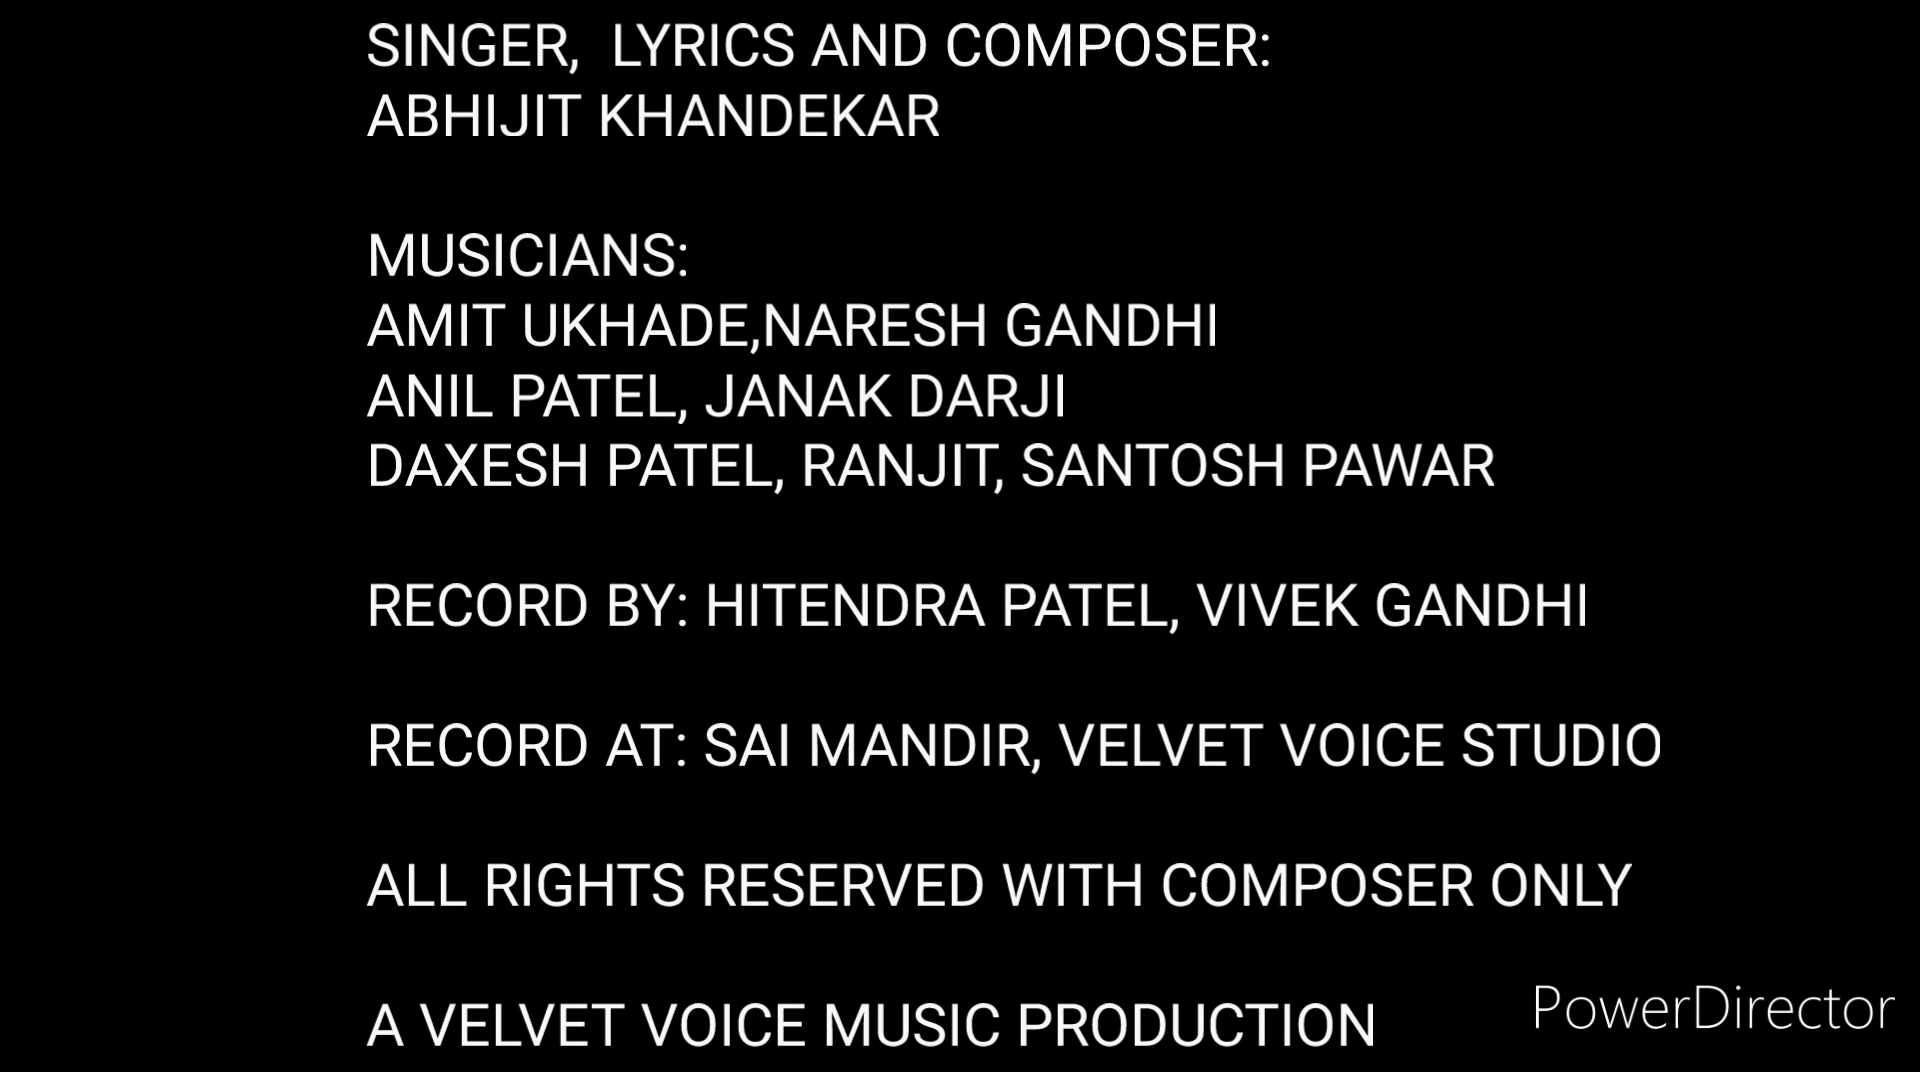 SINGER,  LYRICS AND COMPOSER:
ABHIJIT KHANDEKAR
MUSICIANS:
AMIT UKHADE,NARESH GANDHI
ANIL PATEL, JANAK DARJI
DAXESH PATEL, RANJIT, SANTOSH PAWAR
RECORD BY: HITENDRA PATEL, VIVEK GANDHI
RECORD AT: SAI MANDIR, VELVET VOICE STUDIO
ALL RIGHTS RESERVED WITH COMPOSER ONLY
A VELVET VOICE MUSIC PRODUCTION
PowerDirector